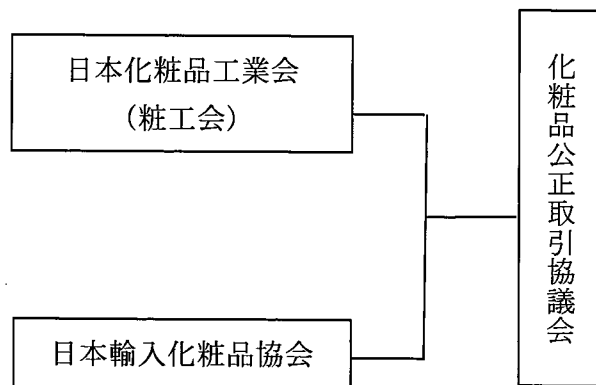 日本化粧品工業会
(粧工会)
日本輸入化粧品協会
化粧品公正取引協議会